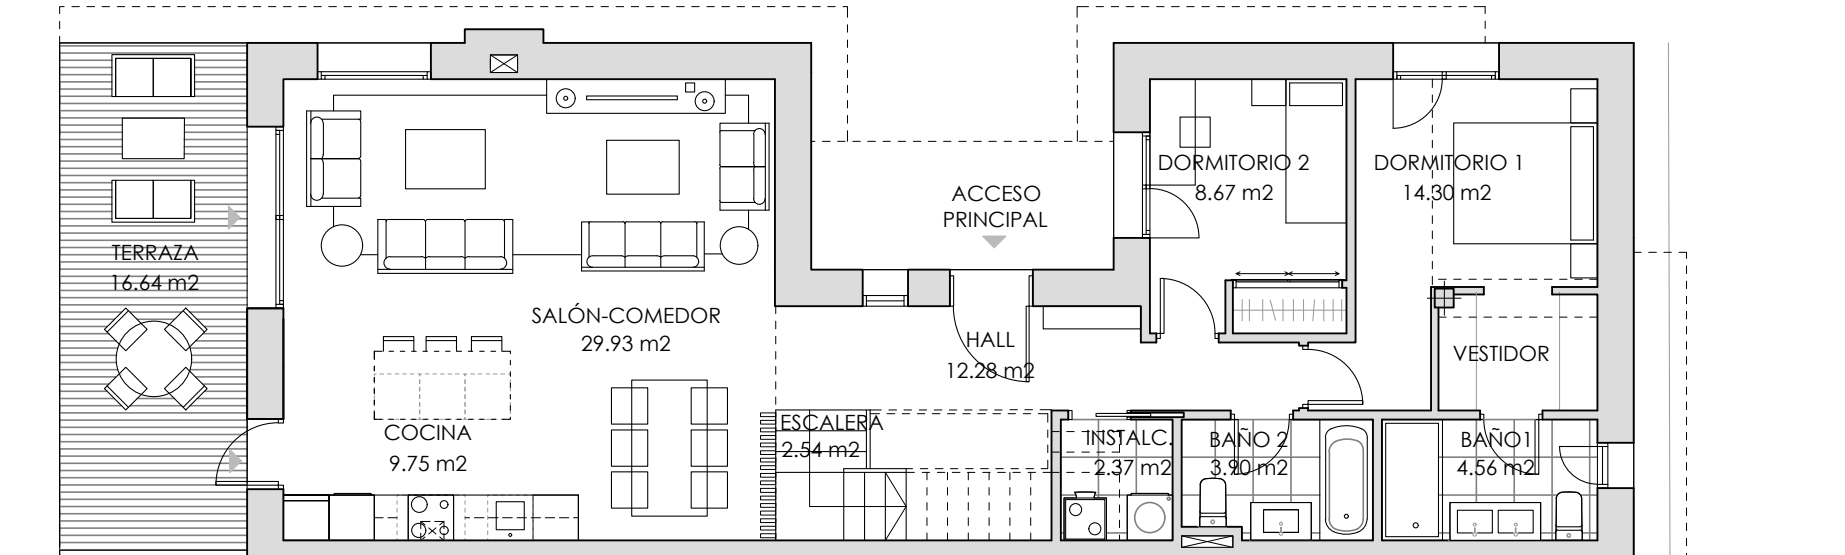 TERRAZA
16.64 m2
SALÓN-COMEDOR
29.93 m2
COCINA
9.75 m2
ACCESO
PRINCIPAL
HALL
12.28 m2
ESCALERA
2.54 m2
DORMITORIO 2
8.67 m2
DORMITORIO 1
14.30 m2
VESTIDOR
INSTALC.
2.37 m2
BAÑO 2
3.90 m2
BAÑO1
4.56 m2